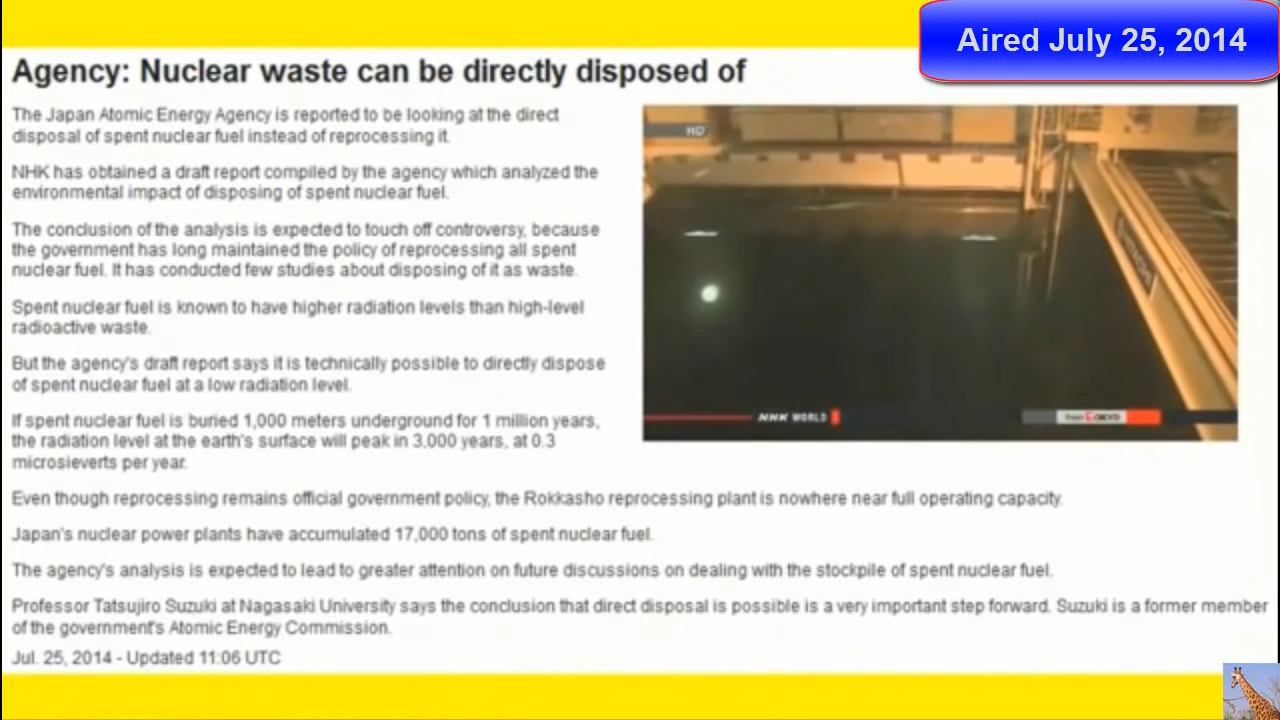 Aired July 25, 2014
Agency: Nuclear waste can be directly disposed of
The Japan Atomic Energy Agency is reported to be looking at the direct
disposal of spent nuclear fuel instead of reprocessing it.
NHK has obtained a draft report compiled by the agency which analyzed the
environmental impact of disposing of spent nuclear fuel.
The conclusion of the analysis is expected to touch off controversy, because
the government has long maintained the policy of reprocessing all spent
nuclear fuel. It has conducted few studies about disposing of it as waste.
Spent nuclear fuel is known to have higher radiation levels than high-level
radioactive waste.
But the agency's draft report says it is technically possible to directly dispose
of spent nuclear fuel at a low radiation level.
If spent nuclear fuel is buried 1,000 meters underground for 1 million years,
the radiation level at the earth's surface will peak in 3,000 years, at 0.3
microsieverts per year.
HD
NHK WORLD
from TOKYO
Even though reprocessing remains official government policy, the Rokkasho reprocessing plant is nowhere near full operating capacity.
Japan's nuclear power plants have accumulated 17,000 tons of spent nuclear fuel.
The agency's analysis is expected to lead to greater attention on future discussions on dealing with the stockpile of spent nuclear fuel.
Professor Tatsujiro Suzuki at Nagasaki University says the conclusion that direct disposal is possible is a very important step forward. Suzuki is a former member
of the government's Atomic Energy Commission.
Jul. 25, 2014 - Updated 11:06 UTC